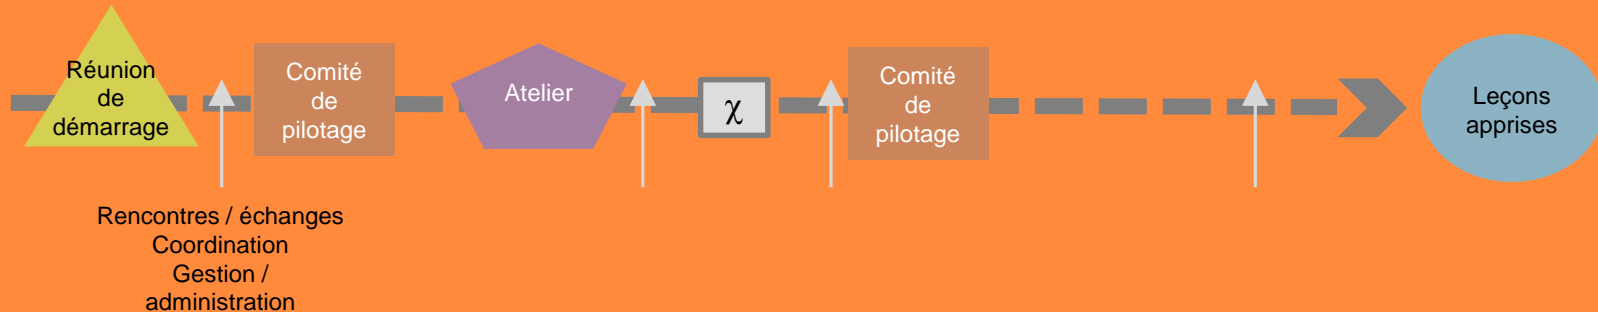 Réunion
de
démarrage
Comité
de
pilotage
Atelier
χ
Comité
de
pilotage
Leçons
apprises
Rencontres / échanges
Coordination
Gestion /
administration